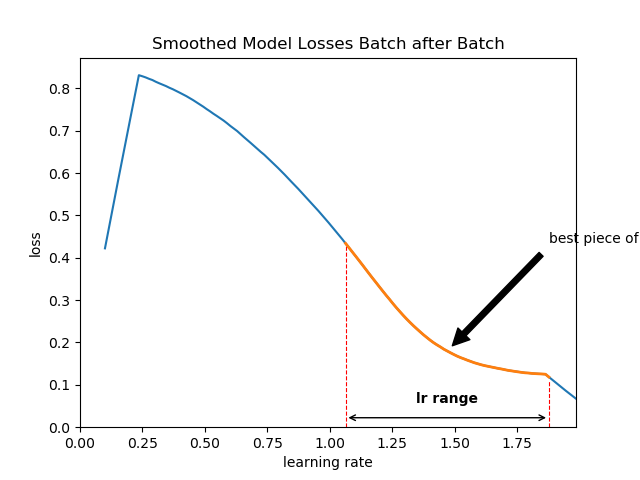 Smoothed Model Losses Batch after Batch
0.8
0.7
0.6
0.5
0.4
0.3
0.2
0.1
0.0
loss
best piece of
lr range
0.00 0.25 0.50 0.75 1.00 1.25 1.50 1.75
learning rate